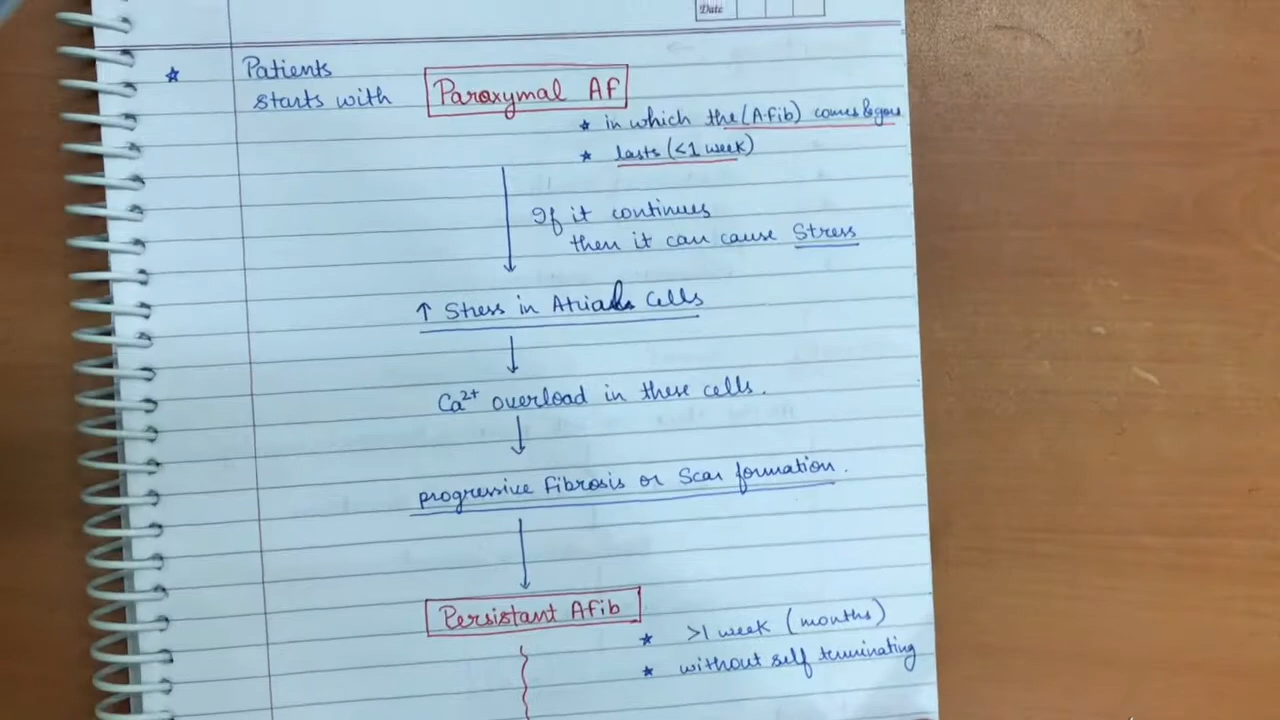 Date
☆ Patients
starts with Paroxymal AF
* in which the (A.fib) comes & goes
* lasts (<1 week)
If it continues
then it can cause Stress
↑ Stress in Atrial Cells
↓
Ca²⁺ overload in these cells.
↓
progressive Fibrosis or Scar formation.
↓
Persistant Afib
* >1 week (months)
* without self terminating